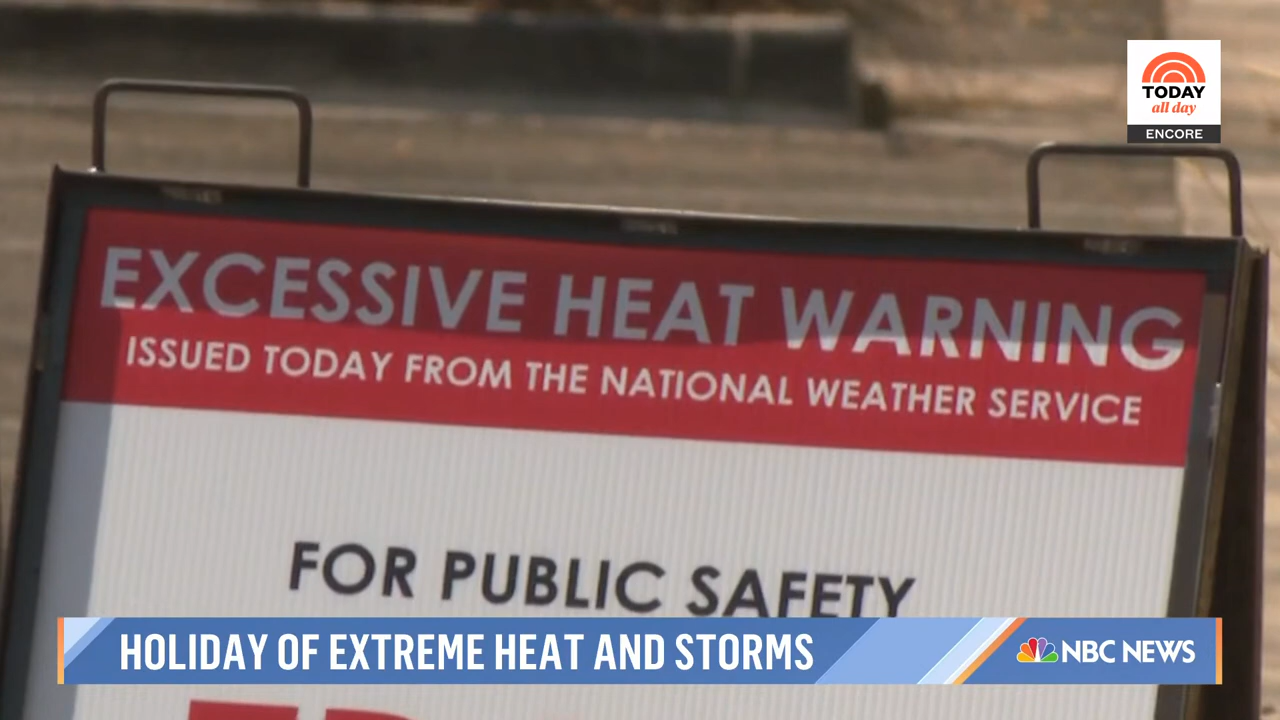 TODAY
all day
ENCORE
EXCESSIVE HEAT WARNING
ISSUED TODAY FROM THE NATIONAL WEATHER SERVICE
FOR PUBLIC SAFETY
HOLIDAY OF EXTREME HEAT AND STORMS
NBC NEWS